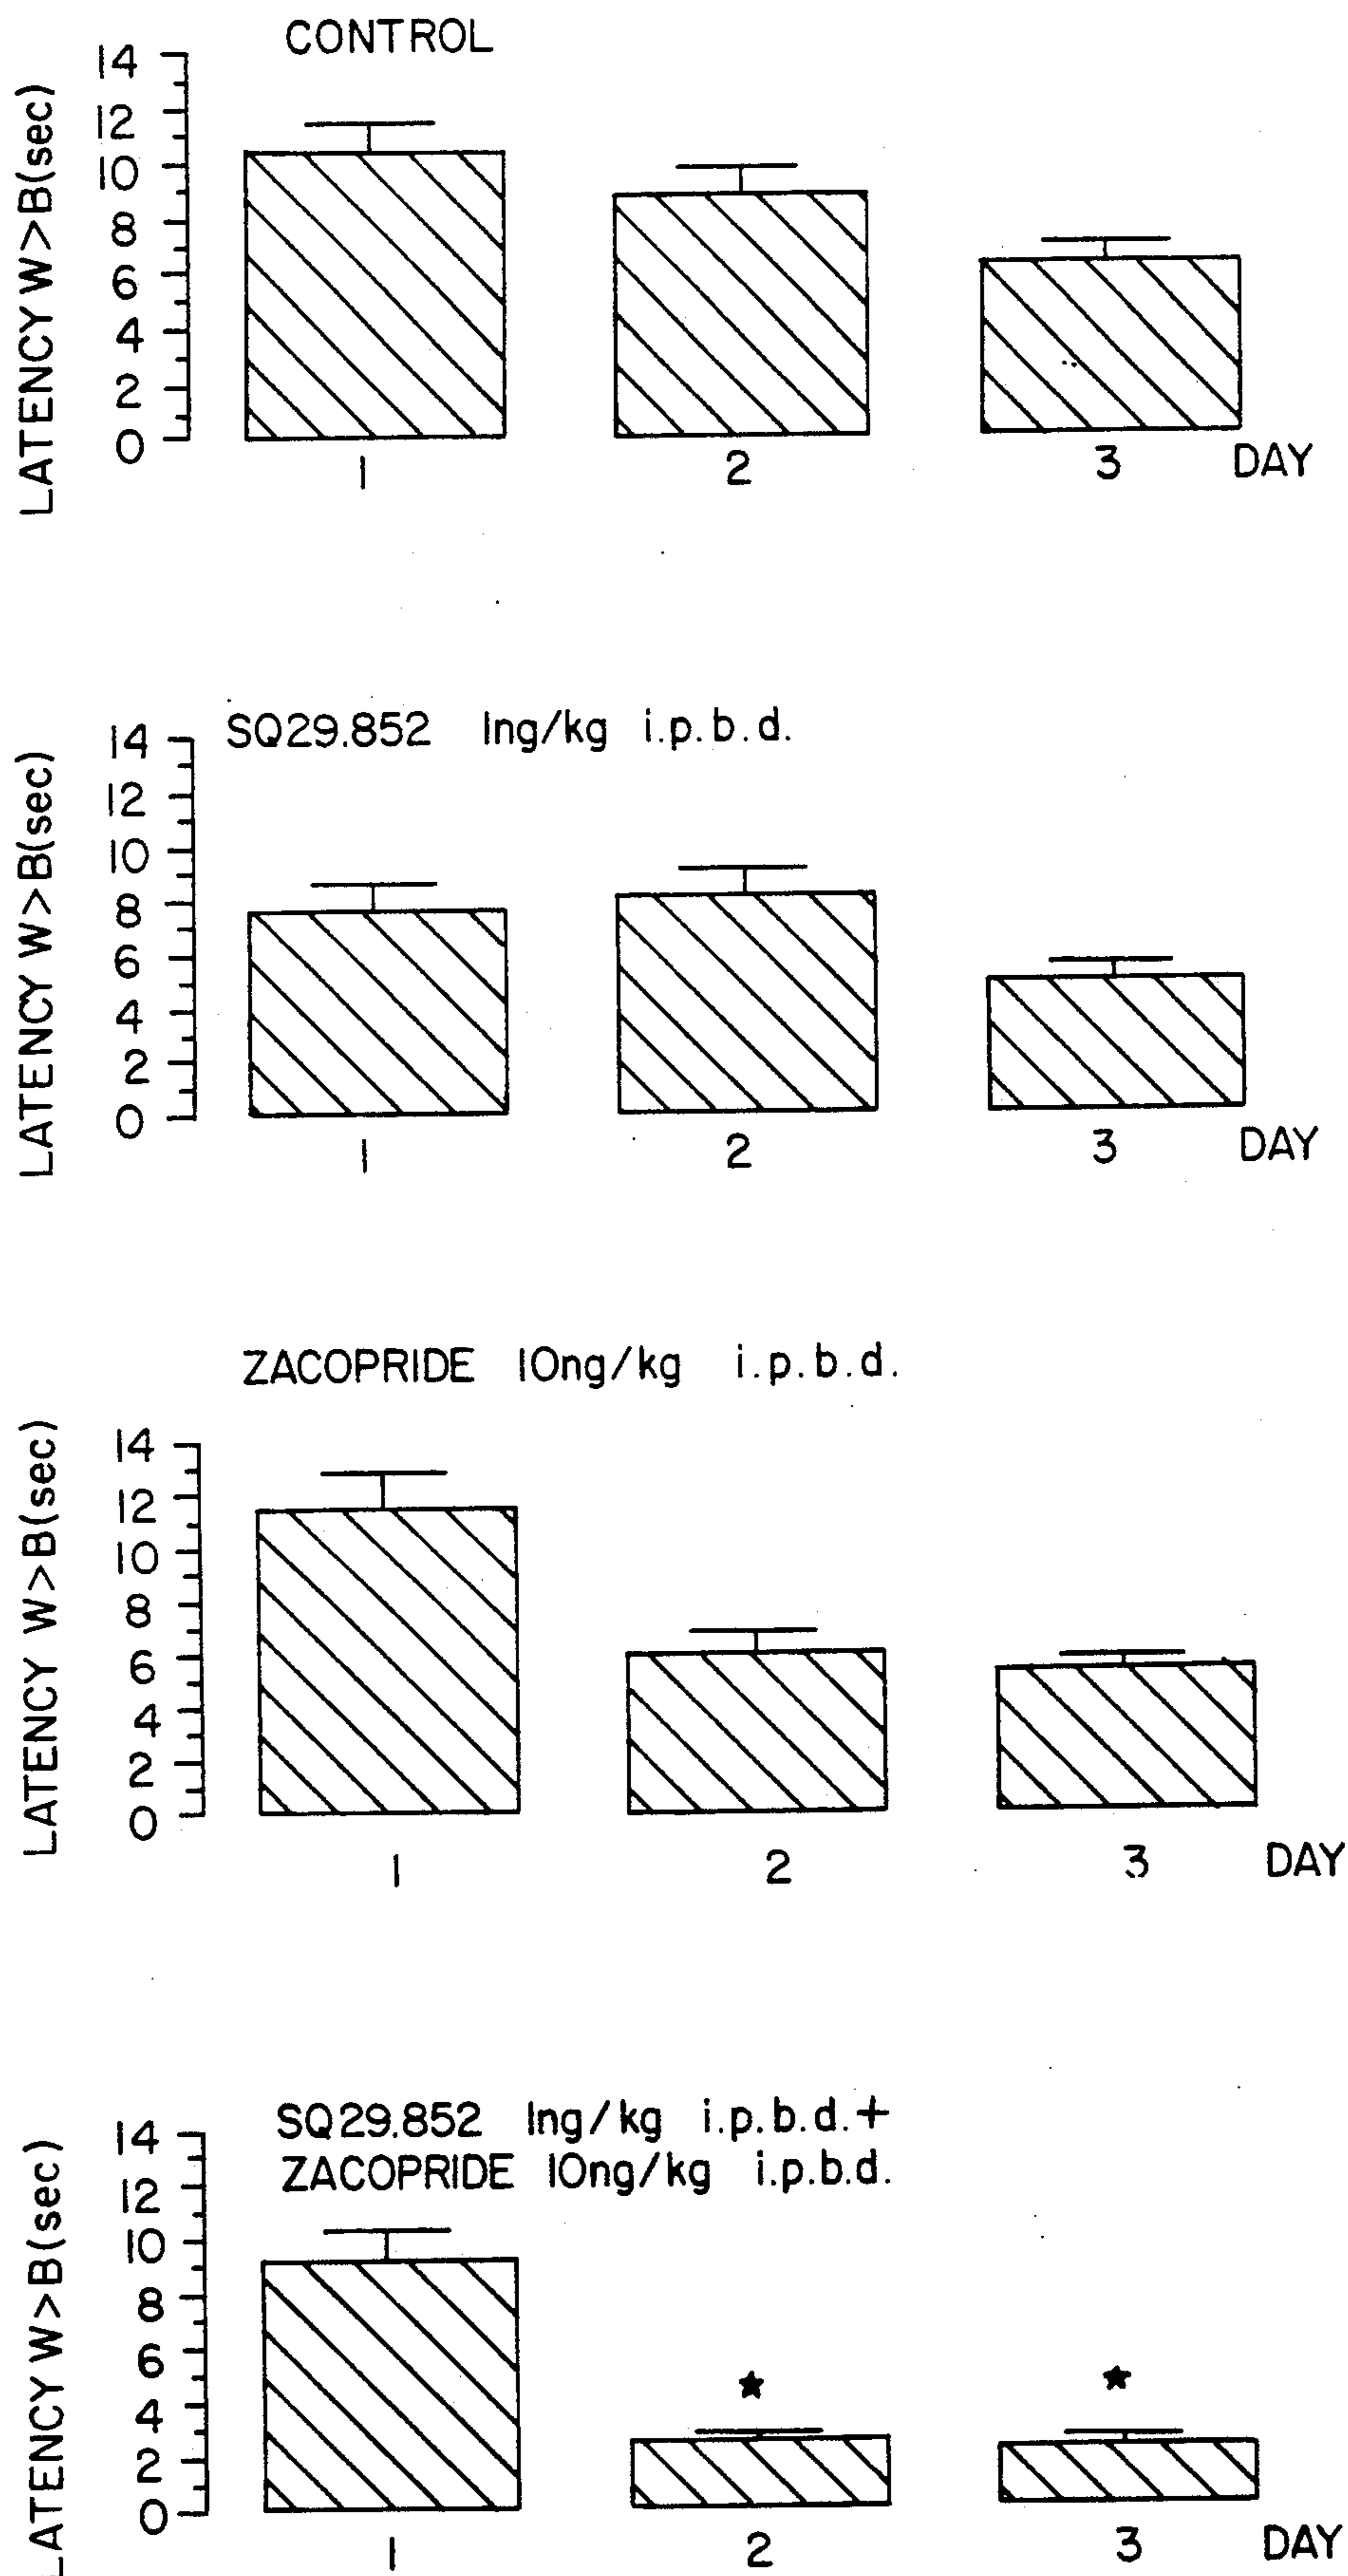 CONTROL
LATENCY W>B(sec)
14
12
10
8
6
4
2
0
1 2 3 DAY
SQ29.852 1ng/kg i.p.b.d.
LATENCY W>B(sec)
14
12
10
8
6
4
2
0
1 2 3 DAY
ZACOPRIDE 10ng/kg i.p.b.d.
LATENCY W>B(sec)
14
12
10
8
6
4
2
0
1 2 3 DAY
SQ29.852 1ng/kg i.p.b.d.+
ZACOPRIDE 10ng/kg i.p.b.d.
LATENCY W>B(sec)
14
12
10
8
6
4
2
0
★ ★
1 2 3 DAY